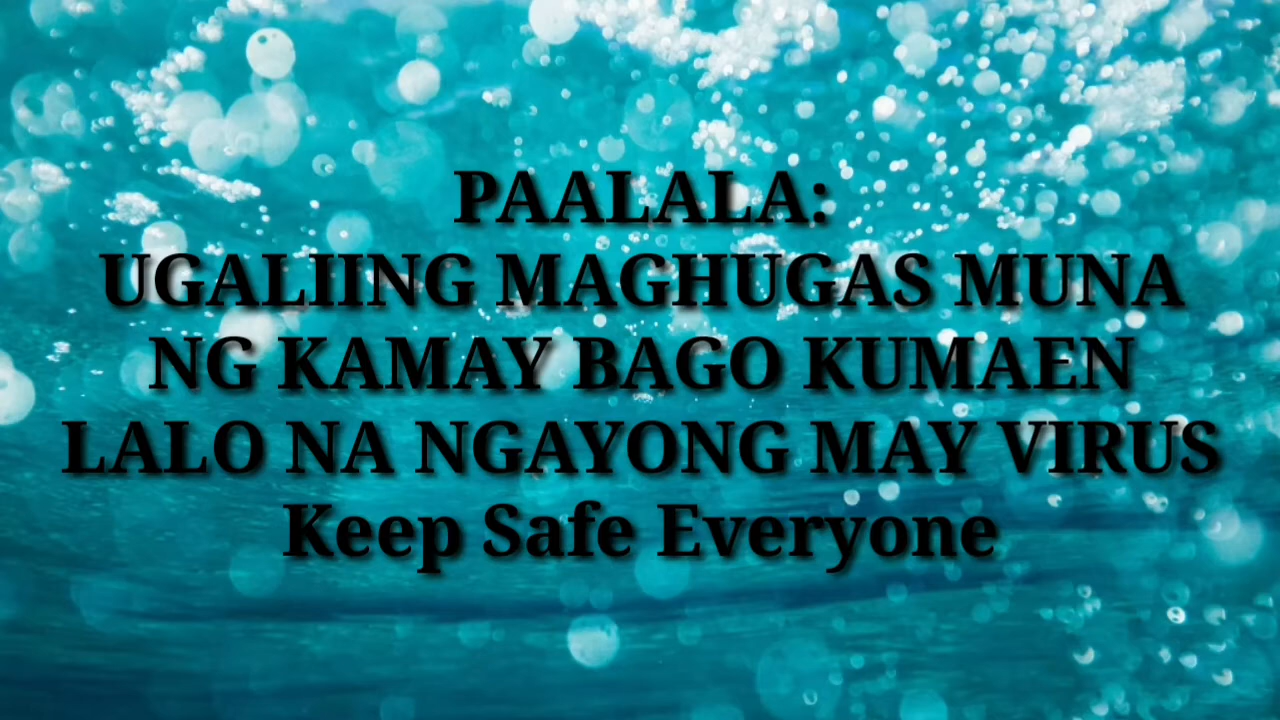 PAALALA:
UGALIING MAGHUGAS MUNA
NG KAMAY BAGO KUMAEN
LALO NA NGAYONG MAY VIRUS
Keep Safe Everyone